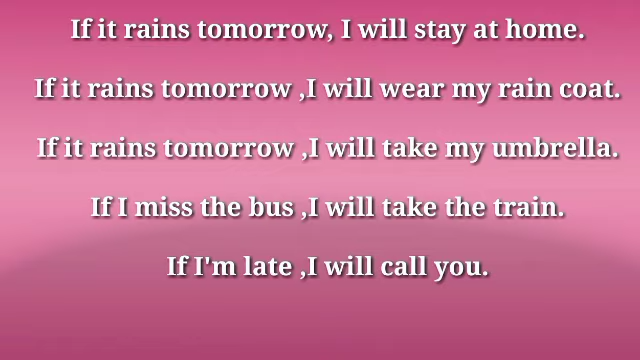 If it rains tomorrow, I will stay at home.
If it rains tomorrow ,I will wear my rain coat.
If it rains tomorrow ,I will take my umbrella.
If I miss the bus ,I will take the train.
If I'm late ,I will call you.